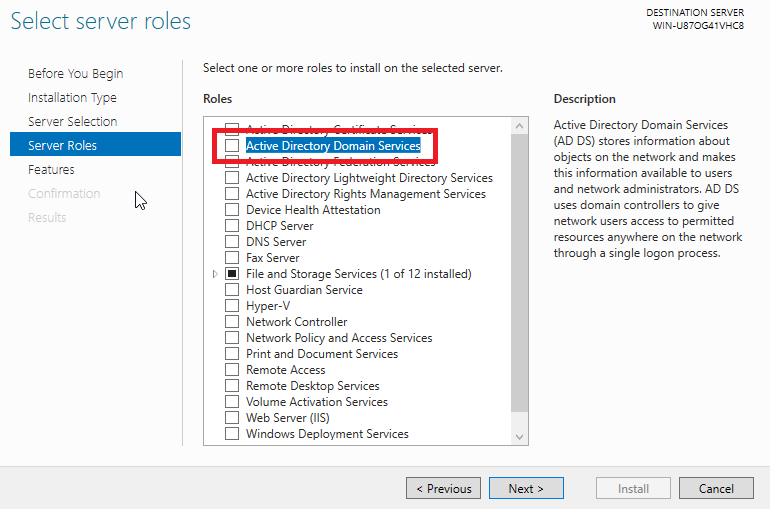 Select server roles
DESTINATION SERVER
WIN-U87OG41VHC8
Before You Begin
Installation Type
Server Selection
Server Roles
Features
Confirmation
Results
Select one or more roles to install on the selected server.
Roles
Active Directory Certificate Services
Active Directory Domain Services
Active Directory Federation Services
Active Directory Lightweight Directory Services
Active Directory Rights Management Services
Device Health Attestation
DHCP Server
DNS Server
Fax Server
File and Storage Services (1 of 12 installed)
Host Guardian Service
Hyper-V
Network Controller
Network Policy and Access Services
Print and Document Services
Remote Access
Remote Desktop Services
Volume Activation Services
Web Server (IIS)
Windows Deployment Services
Description
Active Directory Domain Services
(AD DS) stores information about
objects on the network and makes
this information available to users
and network administrators. AD DS
uses domain controllers to give
network users access to permitted
resources anywhere on the network
through a single logon process.
< Previous
Next >
Install
Cancel